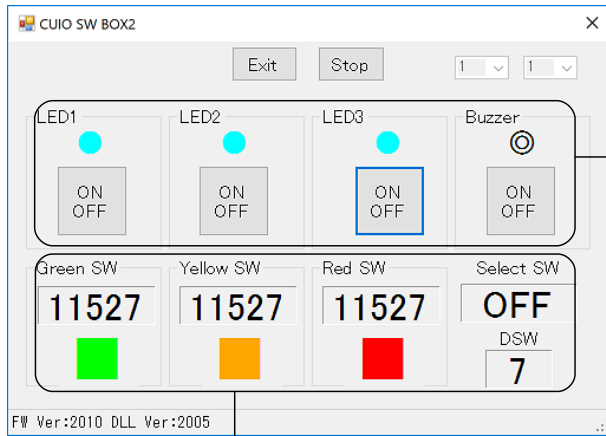 CUIO SW BOX2
Exit Stop 1 1
LED1 LED2 LED3 Buzzer
ON ON ON ON
OFF OFF OFF OFF
Green SW Yellow SW Red SW Select SW
11527 11527 11527 OFF
DSW
7
FW Ver:2010 DLL Ver:2005